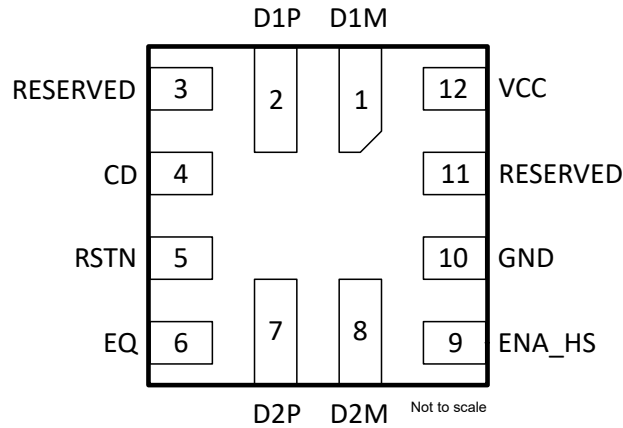 D1P D1M
RESERVED 3 2 1 12 VCC
CD 4 11 RESERVED
RSTN 5 10 GND
EQ 6 7 8 9 ENA_HS
D2P D2M Not to scale